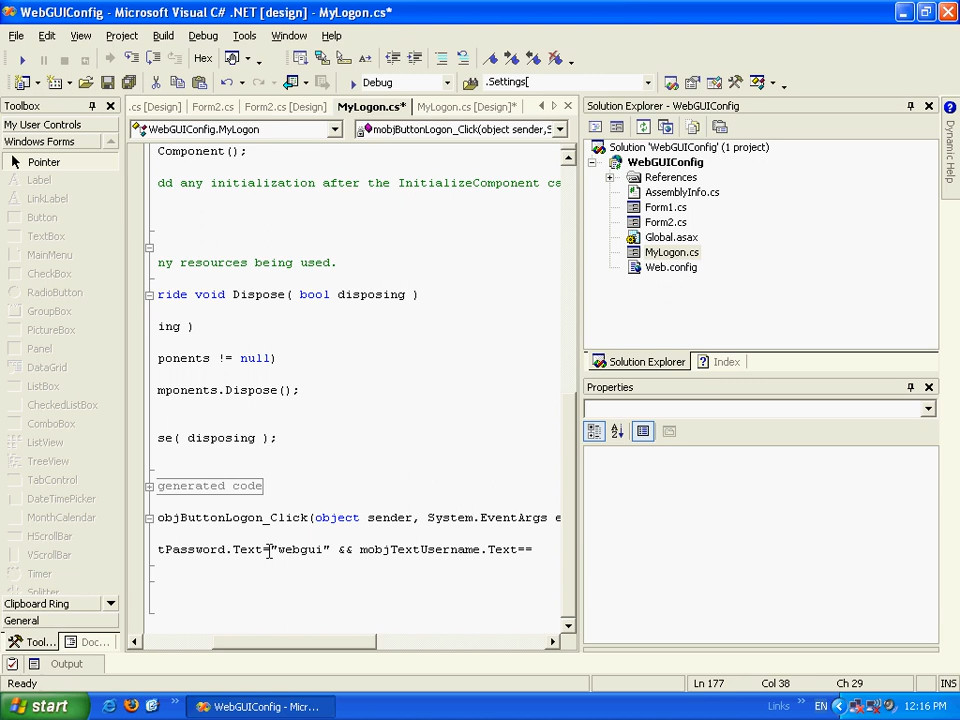 WebGUIConfig - Microsoft Visual C# .NET [design] - MyLogon.cs*
File Edit View Project Build Debug Tools Window Help
Hex
Debug .Settings[
Toolbox
My User Controls
Windows Forms
Pointer
Label
LinkLabel
Button
TextBox
MainMenu
CheckBox
RadioButton
GroupBox
PictureBox
Panel
DataGrid
ListBox
CheckedListBox
ComboBox
ListView
TreeView
TabControl
DateTimePicker
MonthCalendar
HScrollBar
VScrollBar
Timer
Splitter
Clipboard Ring
General
Tool... Doc...
Output
.cs [Design] Form2.cs Form2.cs [Design] MyLogon.cs* MyLogon.cs [Design]*
WebGUIConfig.MyLogon mobjButtonLogon_Click(object sender,S
Component();
dd any initialization after the InitializeComponent ca
ny resources being used.
ride void Dispose( bool disposing )
ing )
ponents != null)
mponents.Dispose();
se( disposing );
generated code
objButtonLogon_Click(object sender, System.EventArgs e
tPassword.Text="webgui" && mobjTextUsername.Text==
Solution Explorer - WebGUIConfig
Solution 'WebGUIConfig' (1 project)
WebGUIConfig
References
AssemblyInfo.cs
Form1.cs
Form2.cs
Global.asax
MyLogon.cs
Web.config
Solution Explorer Index
Properties
Dynamic Help
Ready Ln 177 Col 38 Ch 29 INS
start WebGUIConfig - Micr... Links EN 12:16 PM